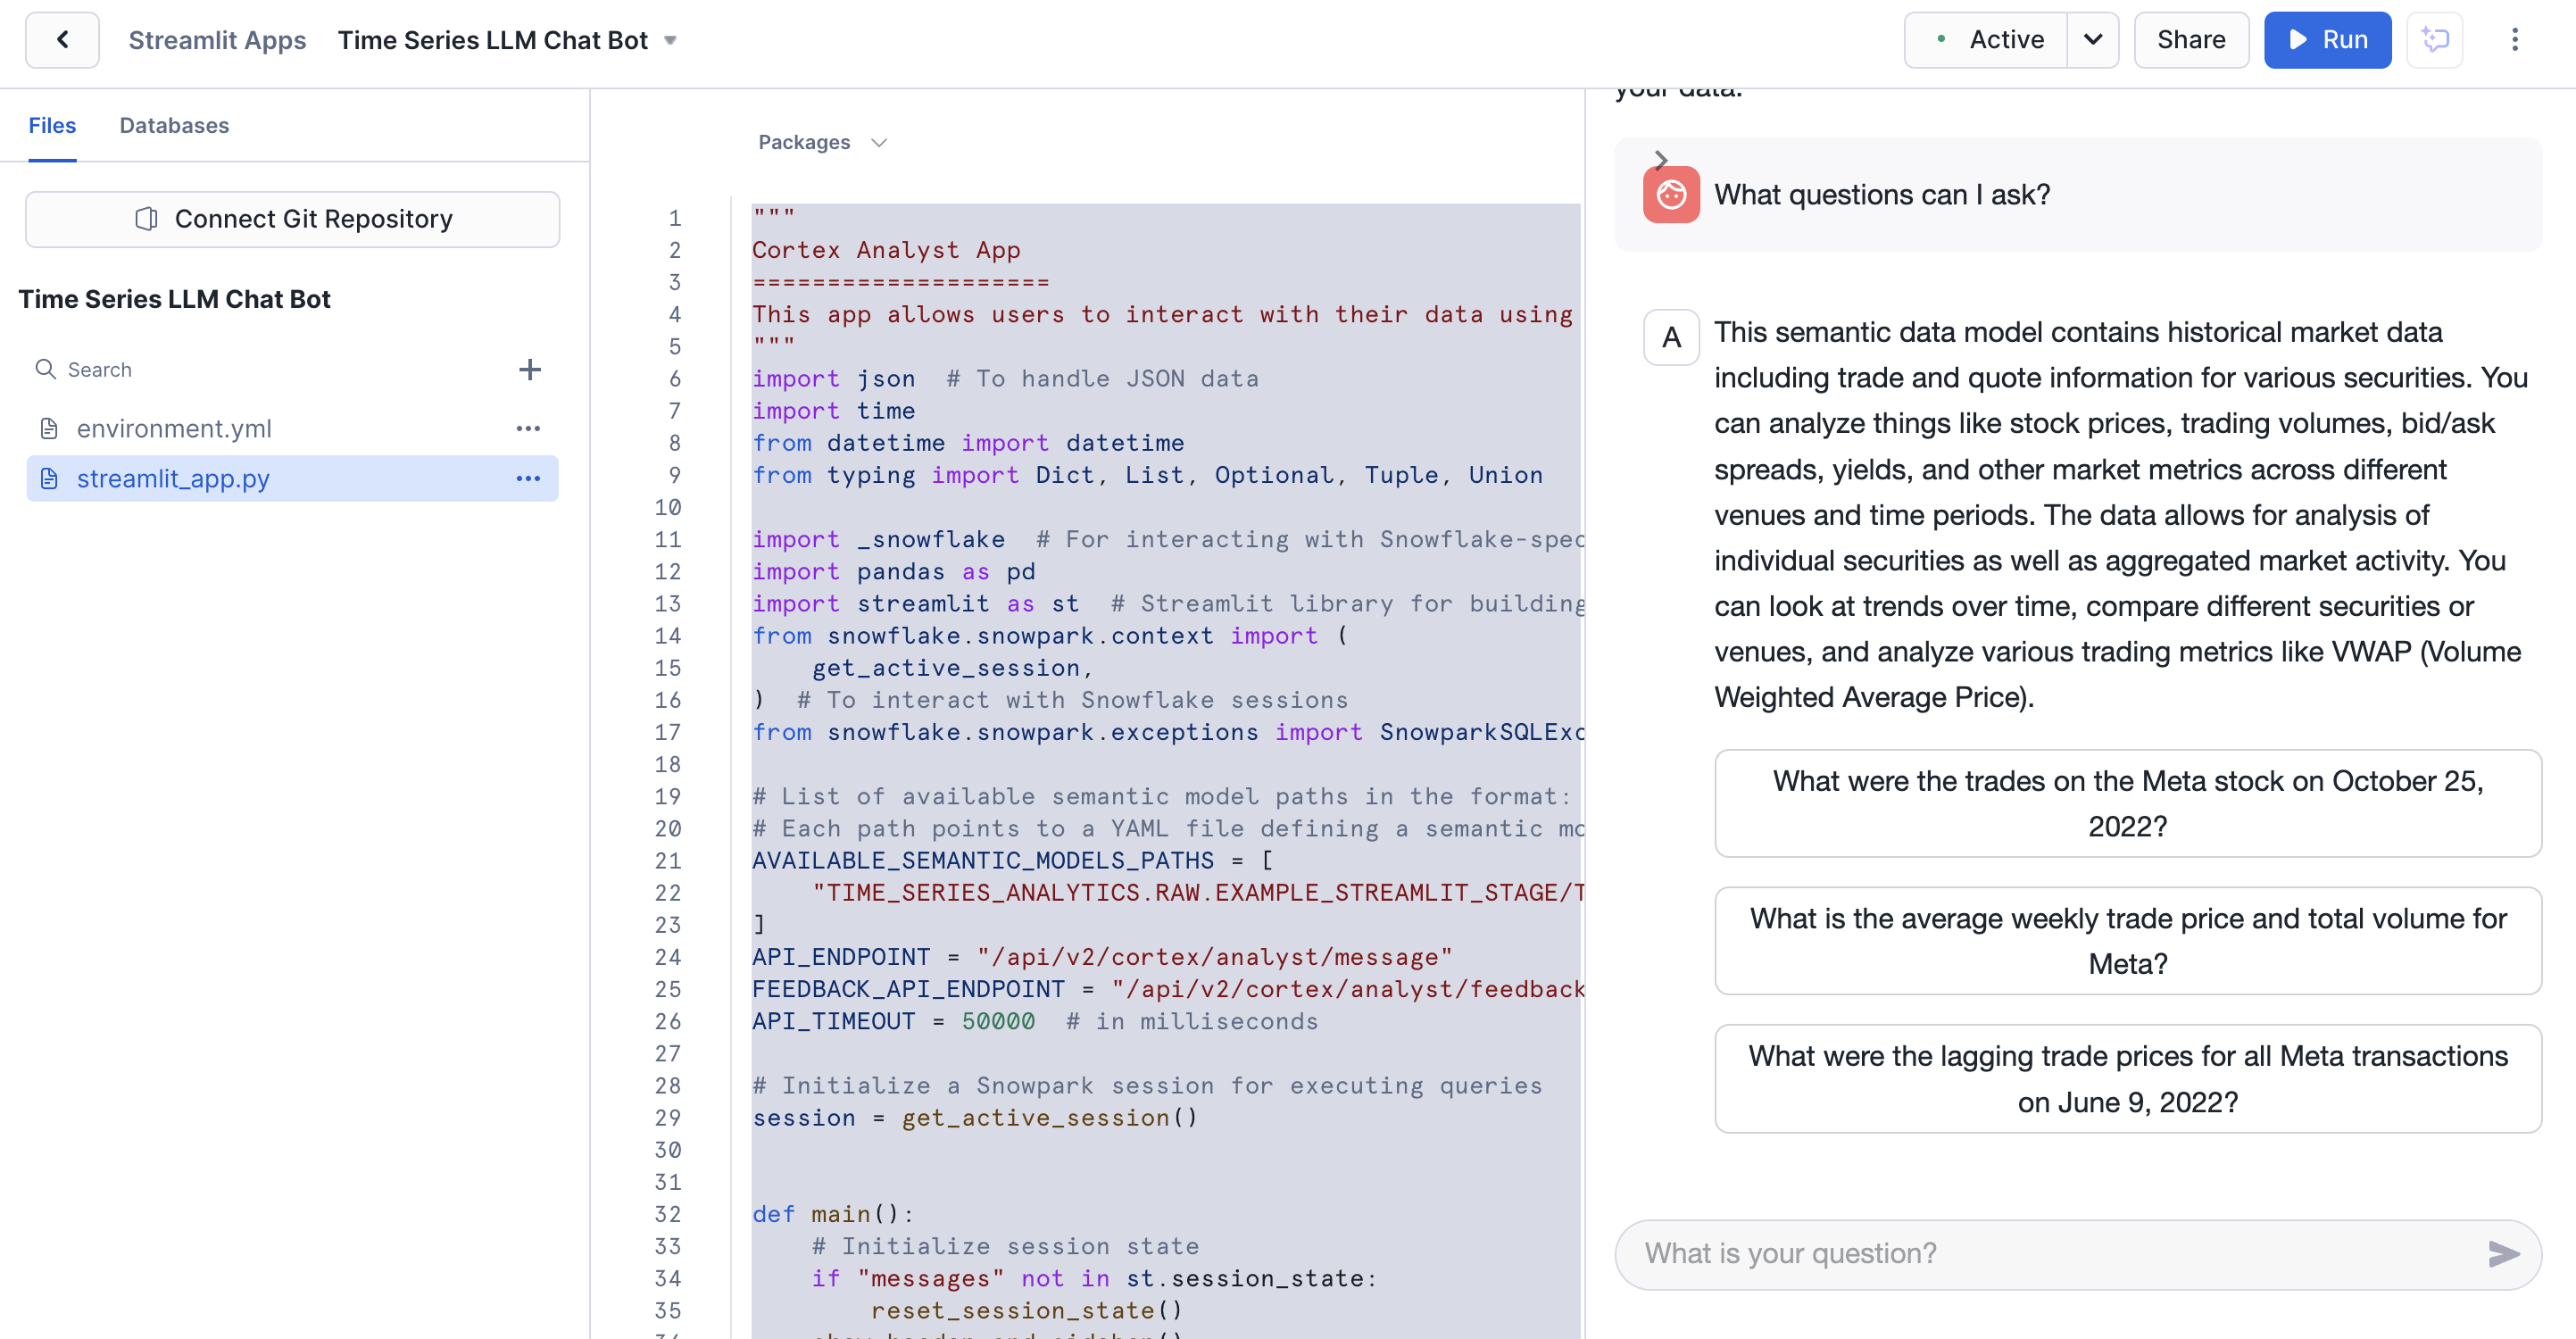 Streamlit Apps Time Series LLM Chat Bot
Active
Share
Run
Files
Databases
Connect Git Repository
Time Series LLM Chat Bot
Search
environment.yml
streamlit_app.py
Packages
1 """
2 Cortex Analyst App
3 ====================
4 This app allows users to interact with their data using
5 """
6 import json  # To handle JSON data
7 import time
8 from datetime import datetime
9 from typing import Dict, List, Optional, Tuple, Union
10
11 import _snowflake  # For interacting with Snowflake-spec
12 import pandas as pd
13 import streamlit as st  # Streamlit library for building
14 from snowflake.snowpark.context import (
15     get_active_session,
16 )  # To interact with Snowflake sessions
17 from snowflake.snowpark.exceptions import SnowparkSQLExc
18
19 # List of available semantic model paths in the format:
20 # Each path points to a YAML file defining a semantic mo
21 AVAILABLE_SEMANTIC_MODELS_PATHS = [
22     "TIME_SERIES_ANALYTICS.RAW.EXAMPLE_STREAMLIT_STAGE/T
23 ]
24 API_ENDPOINT = "/api/v2/cortex/analyst/message"
25 FEEDBACK_API_ENDPOINT = "/api/v2/cortex/analyst/feedback
26 API_TIMEOUT = 50000  # in milliseconds
27
28 # Initialize a Snowpark session for executing queries
29 session = get_active_session()
30
31
32 def main():
33     # Initialize session state
34     if "messages" not in st.session_state:
35         reset_session_state()
your data.
What questions can I ask?
A
This semantic data model contains historical market data
including trade and quote information for various securities. You
can analyze things like stock prices, trading volumes, bid/ask
spreads, yields, and other market metrics across different
venues and time periods. The data allows for analysis of
individual securities as well as aggregated market activity. You
can look at trends over time, compare different securities or
venues, and analyze various trading metrics like VWAP (Volume
Weighted Average Price).
What were the trades on the Meta stock on October 25,
2022?
What is the average weekly trade price and total volume for
Meta?
What were the lagging trade prices for all Meta transactions
on June 9, 2022?
What is your question?